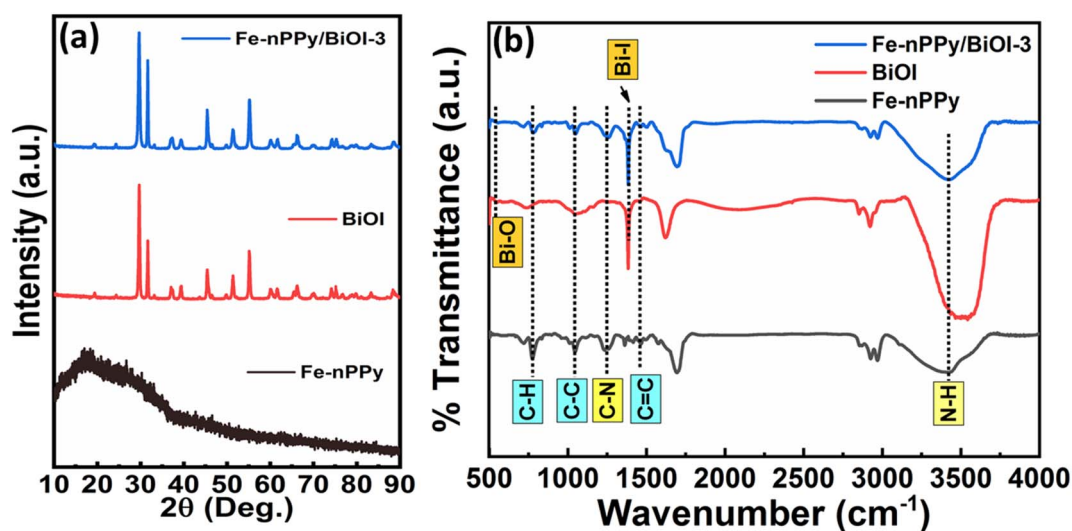 (a)
Fe-nPPy/BiOI-3
BiOI
Fe-nPPy
Intensity (a.u.)
10 20 30 40 50 60 70 80 90
2θ (Deg.)
(b)
Fe-nPPy/BiOI-3
BiOI
Fe-nPPy
Bi-I
Bi-O
C-H
C-C
C-N
C=C
N-H
% Transmittance (a.u.)
500 1000 1500 2000 2500 3000 3500 4000
Wavenumber (cm⁻¹)